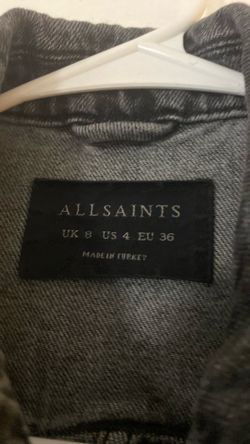 ALLSAINTS
UK 8 US 4 EU 36
MADE IN TURKEY